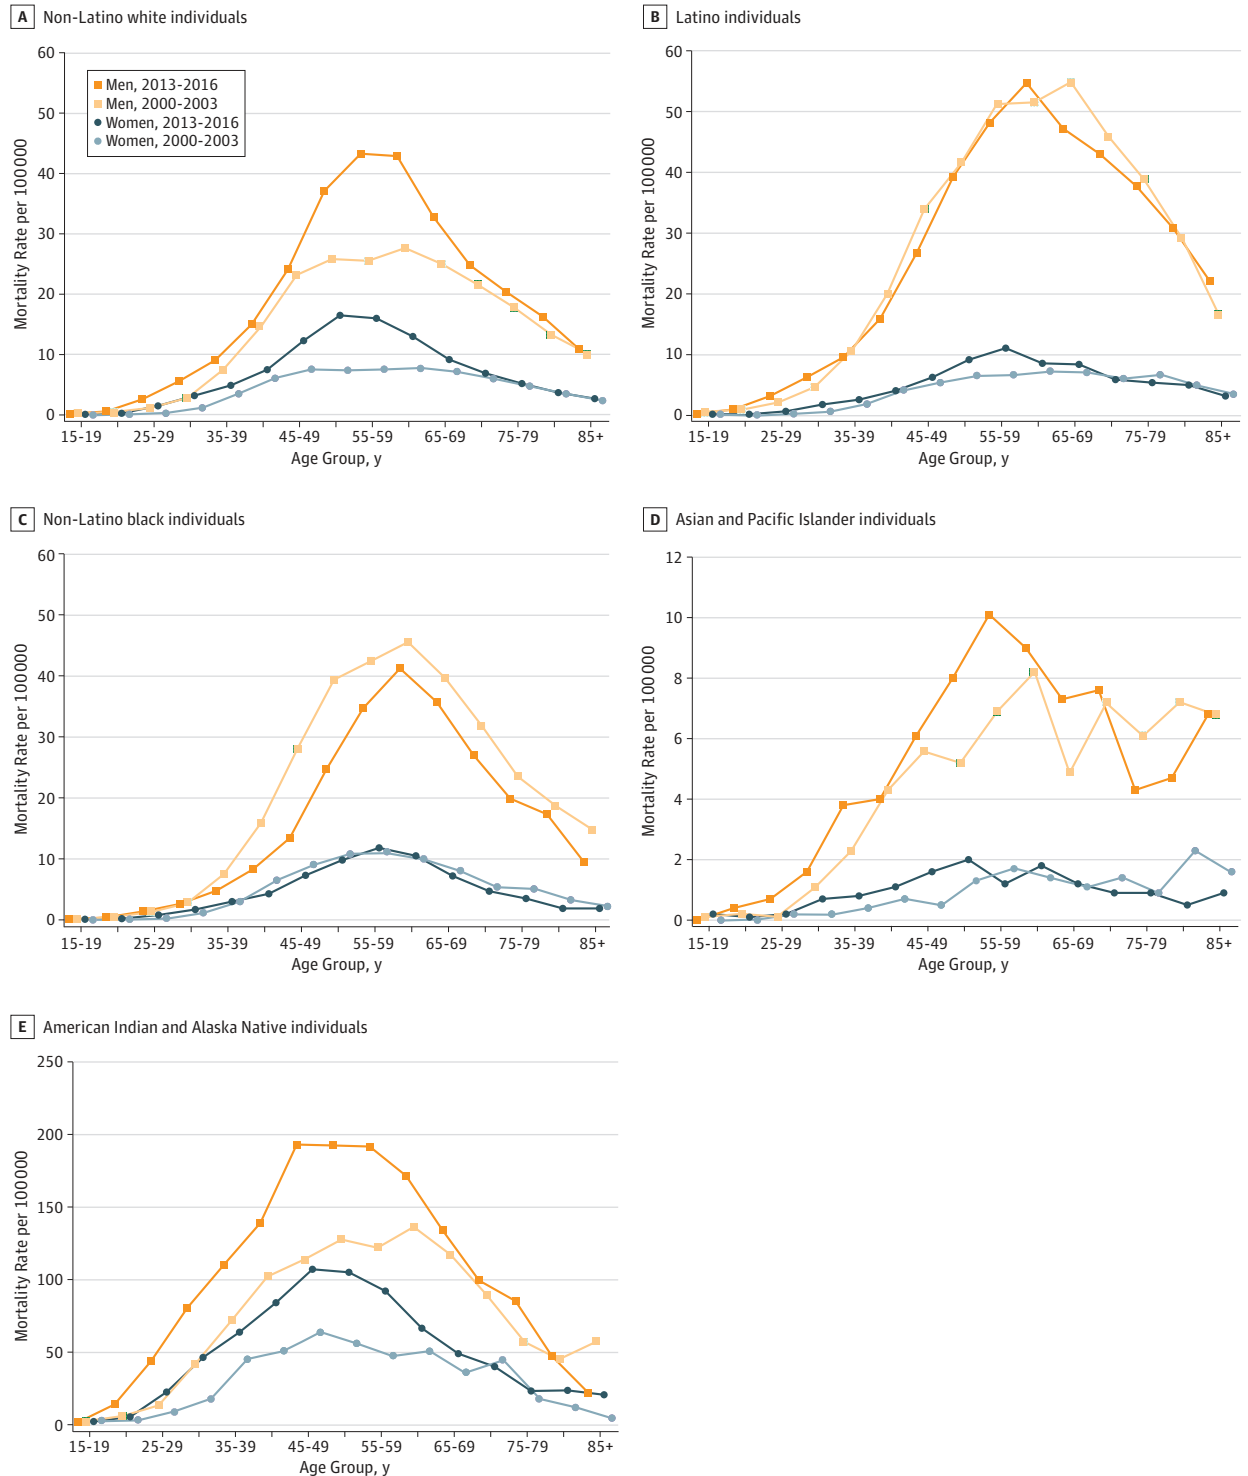 A Non-Latino white individuals
60
50
40
30
20
10
0
Mortality Rate per 100 000
Men, 2013-2016
Men, 2000-2003
Women, 2013-2016
Women, 2000-2003
15-19 25-29 35-39 45-49 55-59 65-69 75-79 85+
Age Group, y
B Latino individuals
60
50
40
30
20
10
0
Mortality Rate per 100 000
15-19 25-29 35-39 45-49 55-59 65-69 75-79 85+
Age Group, y
C Non-Latino black individuals
60
50
40
30
20
10
0
Mortality Rate per 100 000
15-19 25-29 35-39 45-49 55-59 65-69 75-79 85+
Age Group, y
D Asian and Pacific Islander individuals
12
10
8
6
4
2
0
Mortality Rate per 100 000
15-19 25-29 35-39 45-49 55-59 65-69 75-79 85+
Age Group, y
E American Indian and Alaska Native individuals
250
200
150
100
50
0
Mortality Rate per 100 000
15-19 25-29 35-39 45-49 55-59 65-69 75-79 85+
Age Group, y